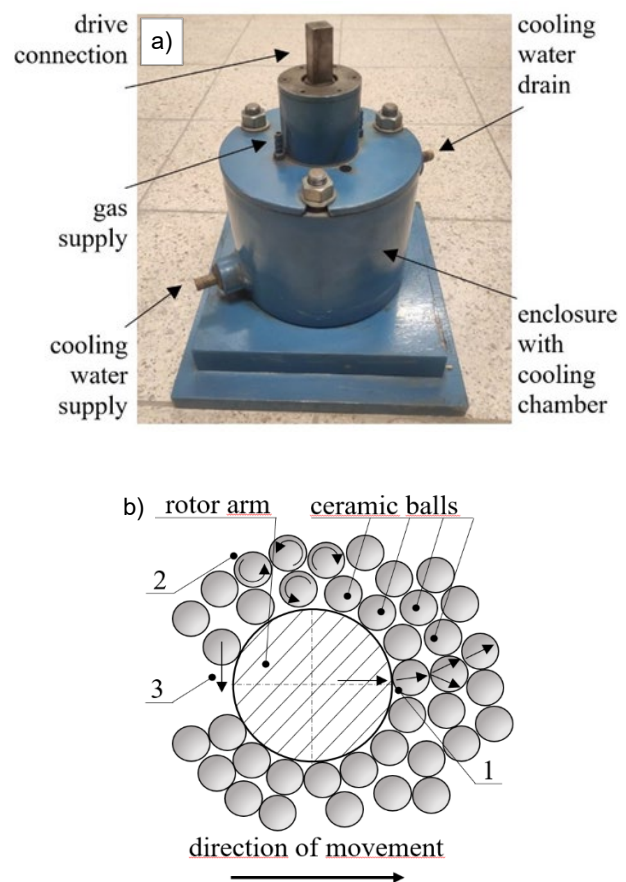 a)
drive
connection
cooling
water
drain
gas
supply
cooling
water
supply
enclosure
with
cooling
chamber
b)
rotor arm
ceramic balls
2
3
1
direction of movement